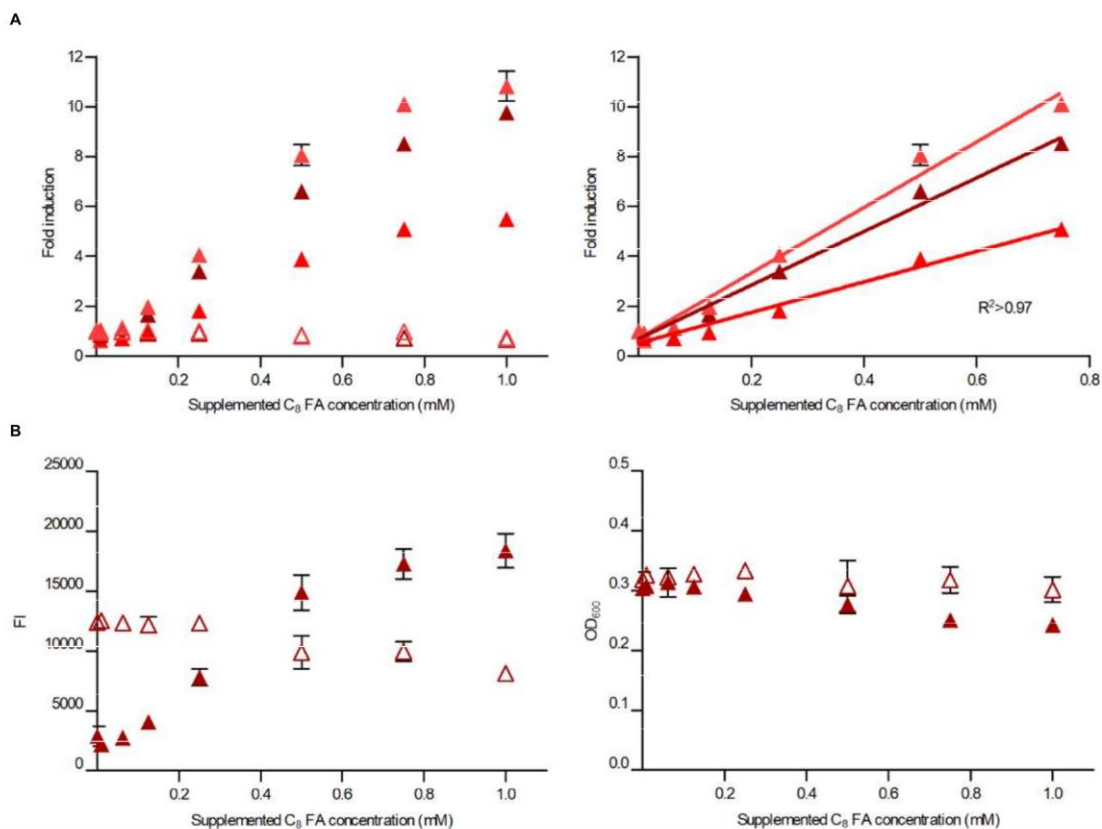 A
12
10
8
6
4
2
0
Fold induction
0.2 0.4 0.6 0.8 1.0
Supplemented C₈ FA concentration (mM)
12
10
8
6
4
2
0
Fold induction
R²>0.97
0.2 0.4 0.6 0.8
Supplemented C₈ FA concentration (mM)
B
25000
20000
15000
10000
5000
0
FI
0.2 0.4 0.6 0.8 1.0
Supplemented C₈ FA concentration (mM)
0.5
0.4
0.3
0.2
0.1
0.0
OD₆₀₀
0.2 0.4 0.6 0.8 1.0
Supplemented C₈ FA concentration (mM)